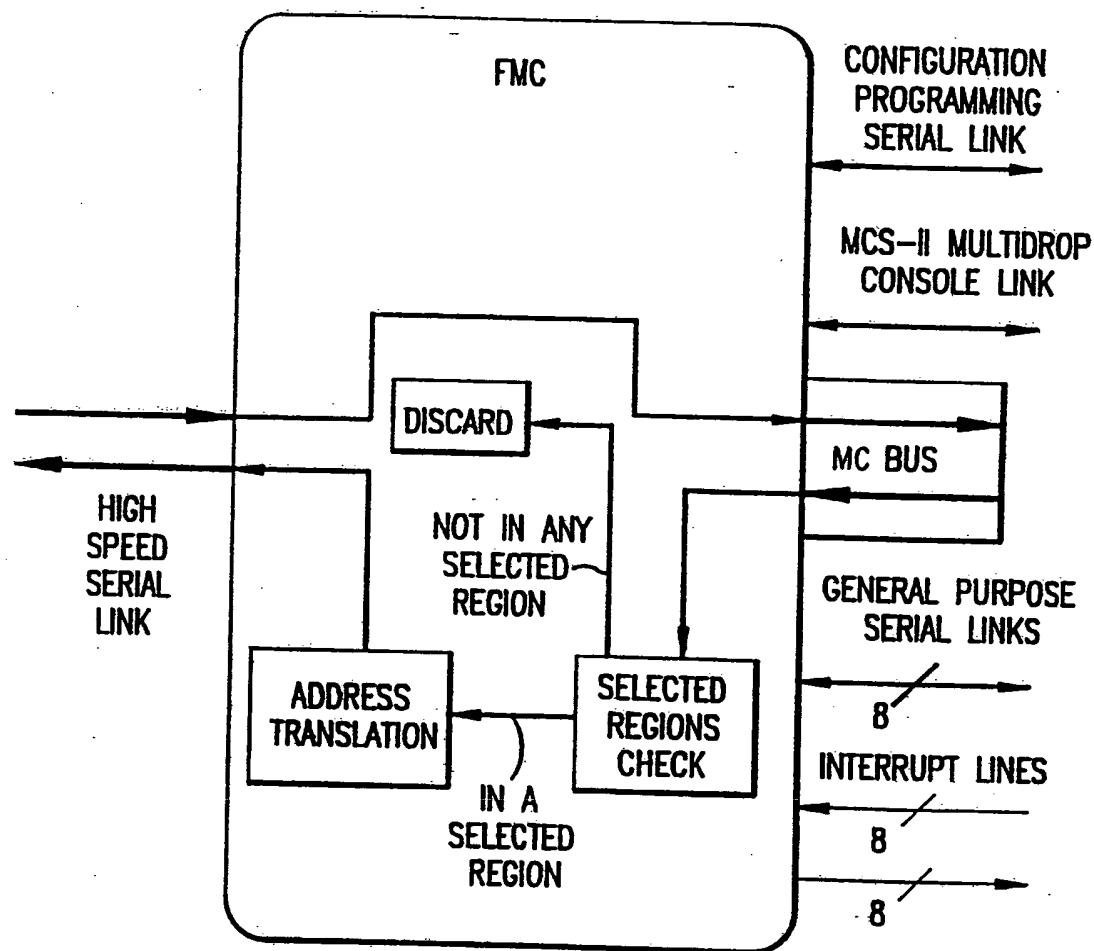 FMC
CONFIGURATION
PROGRAMMING
SERIAL LINK
MCS-II MULTIDROP
CONSOLE LINK
DISCARD
MC BUS
HIGH
SPEED
SERIAL
LINK
NOT IN ANY
SELECTED
REGION
GENERAL PURPOSE
SERIAL LINKS
8
ADDRESS
TRANSLATION
SELECTED
REGIONS
CHECK
IN A
SELECTED
REGION
INTERRUPT LINES
8
8